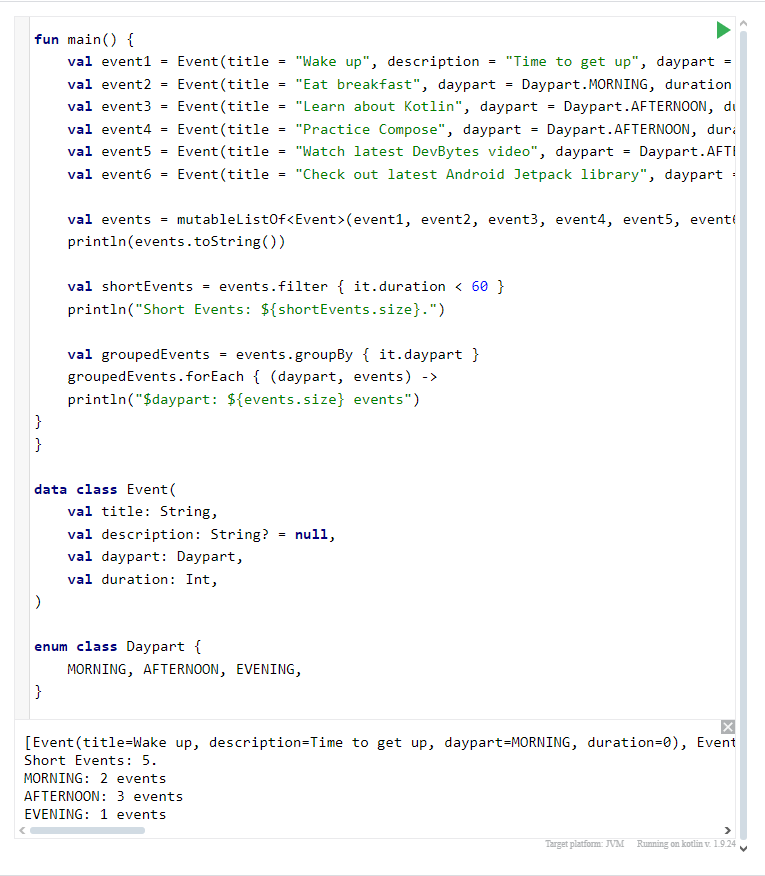 fun main() {
val event1 = Event(title = "Wake up", description = "Time to get up", daypart =
val event2 = Event(title = "Eat breakfast", daypart = Daypart.MORNING, duration
val event3 = Event(title = "Learn about Kotlin", daypart = Daypart.AFTERNOON,
val event4 = Event(title = "Practice Compose", daypart = Daypart.AFTERNOON,
val event5 = Event(title = "Watch latest DevBytes video", daypart =
val event6 = Event(title = "Check out latest Android Jetpack library", daypart
val events = mutableListOf<Event>(event1, event2, event3, event4, event5,
println(events.toString())
val shortEvents = events.filter { it.duration < 60 }
println("Short Events: ${shortEvents.size}.")
val groupedEvents = events.groupBy { it.daypart }
groupedEvents.forEach { (daypart, events) ->
println("$daypart: ${events.size} events")
}
}
data class Event(
val title: String,
val description: String? = null,
val daypart: Daypart,
val duration: Int,
)
enum class Daypart {
MORNING, AFTERNOON, EVENING,
}
[Event(title=Wake up, description=Time to get up, daypart=MORNING, duration=0), Event
Short Events: 5.
MORNING: 2 events
AFTERNOON: 3 events
EVENING: 1 events
Target platform: JVM Running on kotlin v. 1.9.24